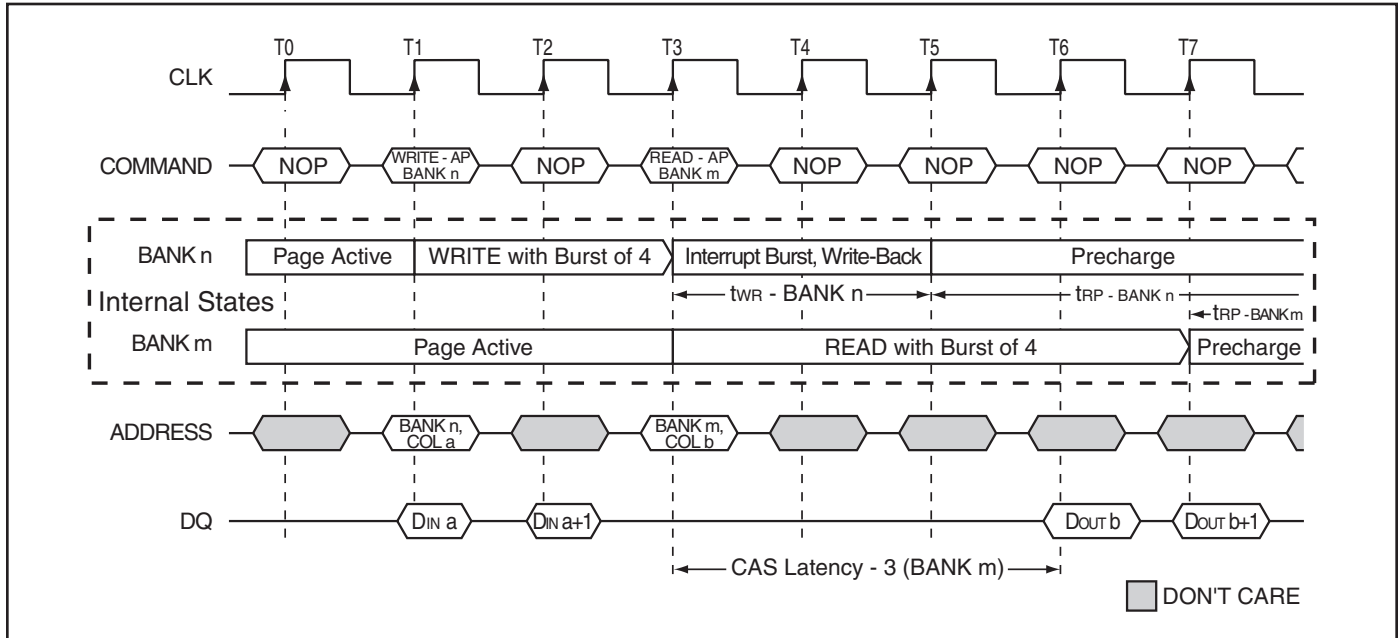 T0 T1 T2 T3 T4 T5 T6 T7
CLK
COMMAND NOP WRITE - AP BANK n NOP READ - AP BANK m NOP NOP NOP NOP
BANK n Page Active WRITE with Burst of 4 Interrupt Burst, Write-Back Precharge
tWR - BANK n tRP - BANK n
Internal States
tRP - BANK m
BANK m Page Active READ with Burst of 4 Precharge
ADDRESS BANK n, COL a BANK m, COL b
DQ DIN a DIN a+1 DOUT b DOUT b+1
CAS Latency - 3 (BANK m)
DON'T CARE